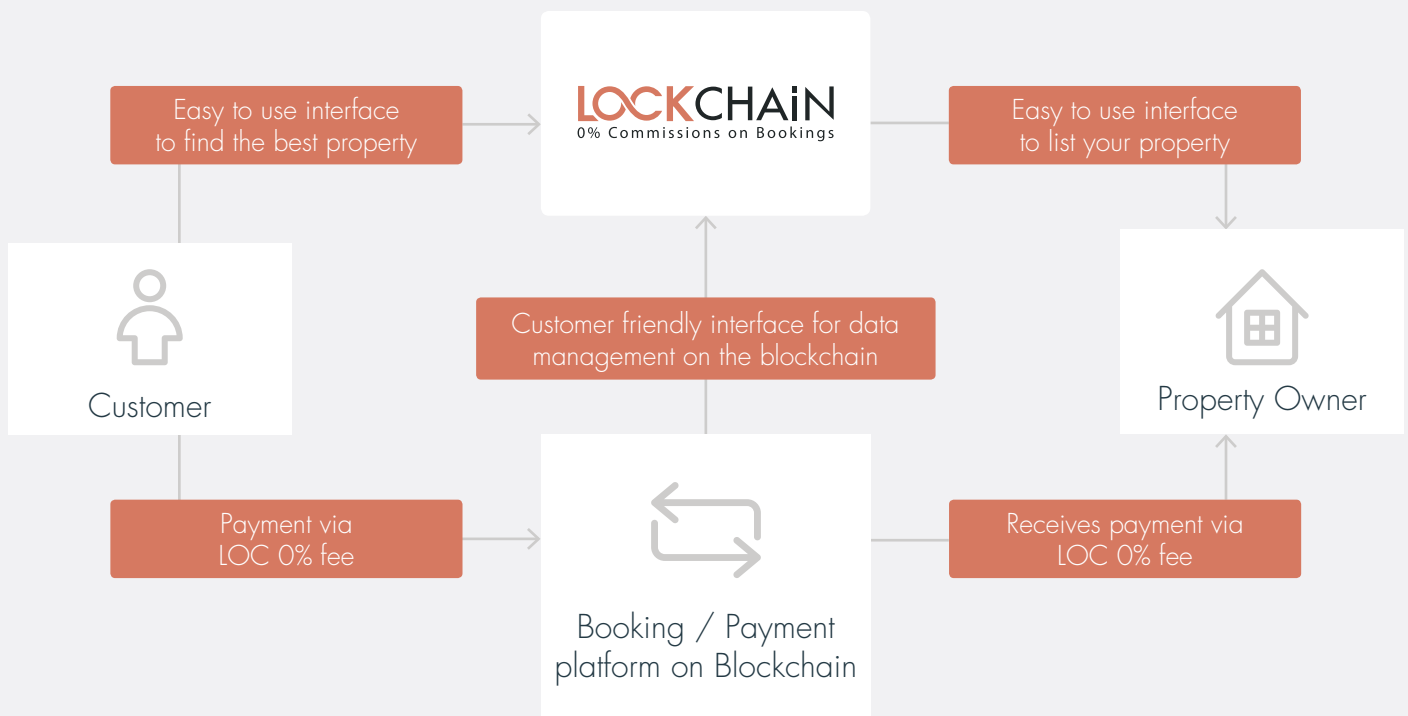 LOCKCHAiN
0% Commissions on Bookings
Easy to use interface
to find the best property
Easy to use interface
to list your property
Customer
Customer friendly interface for data
management on the blockchain
Property Owner
Payment via
LOC 0% fee
Receives payment via
LOC 0% fee
Booking / Payment
platform on Blockchain